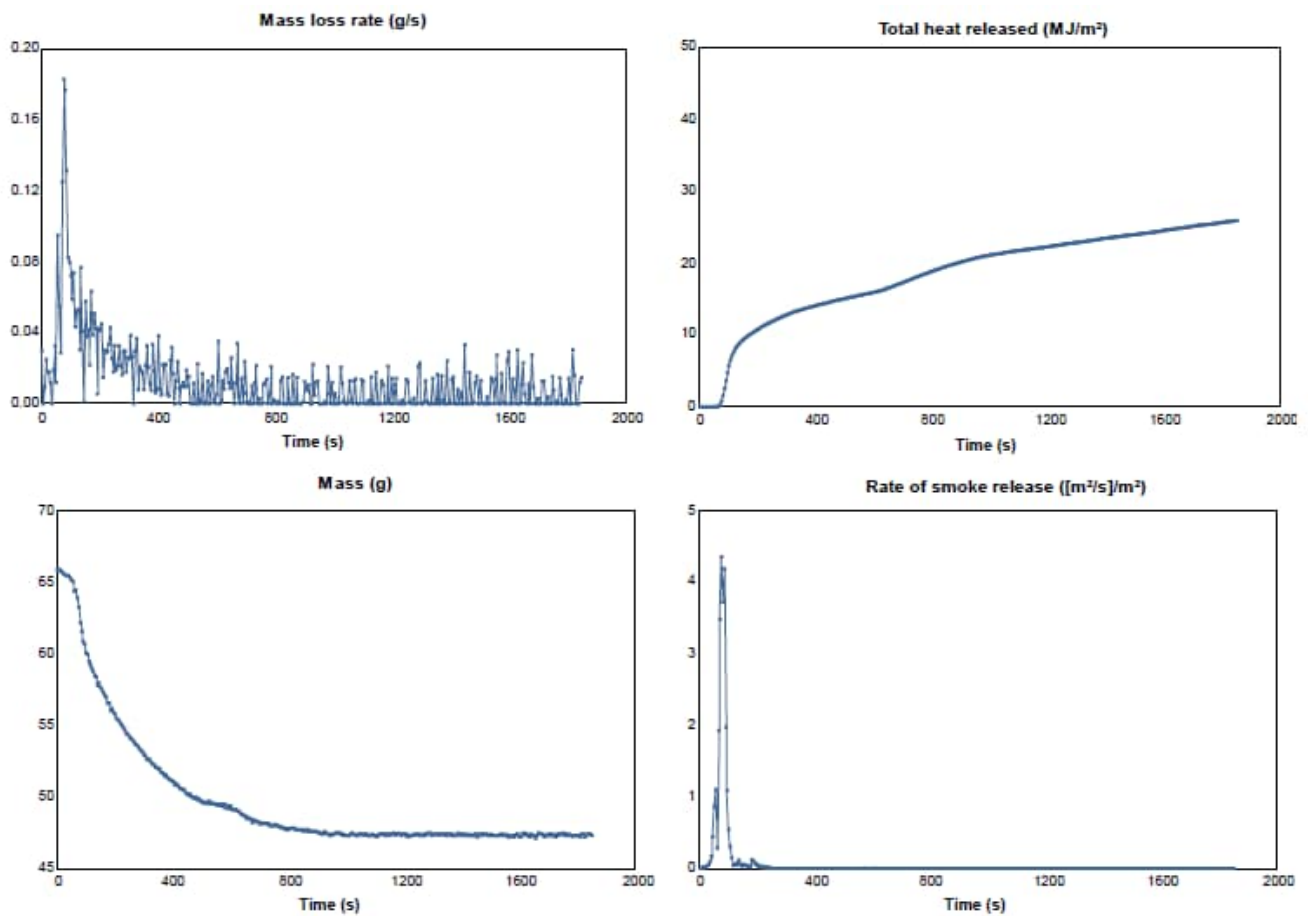 Mass loss rate (g/s)
0.20
0.16
0.12
0.08
0.04
0.00
0 400 800 1200 1600 2000
Time (s)
Total heat released (MJ/m²)
50
40
30
20
10
0
0 400 800 1200 1600 2000
Time (s)
Mass (g)
70
65
60
55
50
45
0 400 800 1200 1600 2000
Time (s)
Rate of smoke release ([m²/s]/m²)
5
4
3
2
1
0
0 400 800 1200 1600 2000
Time (s)